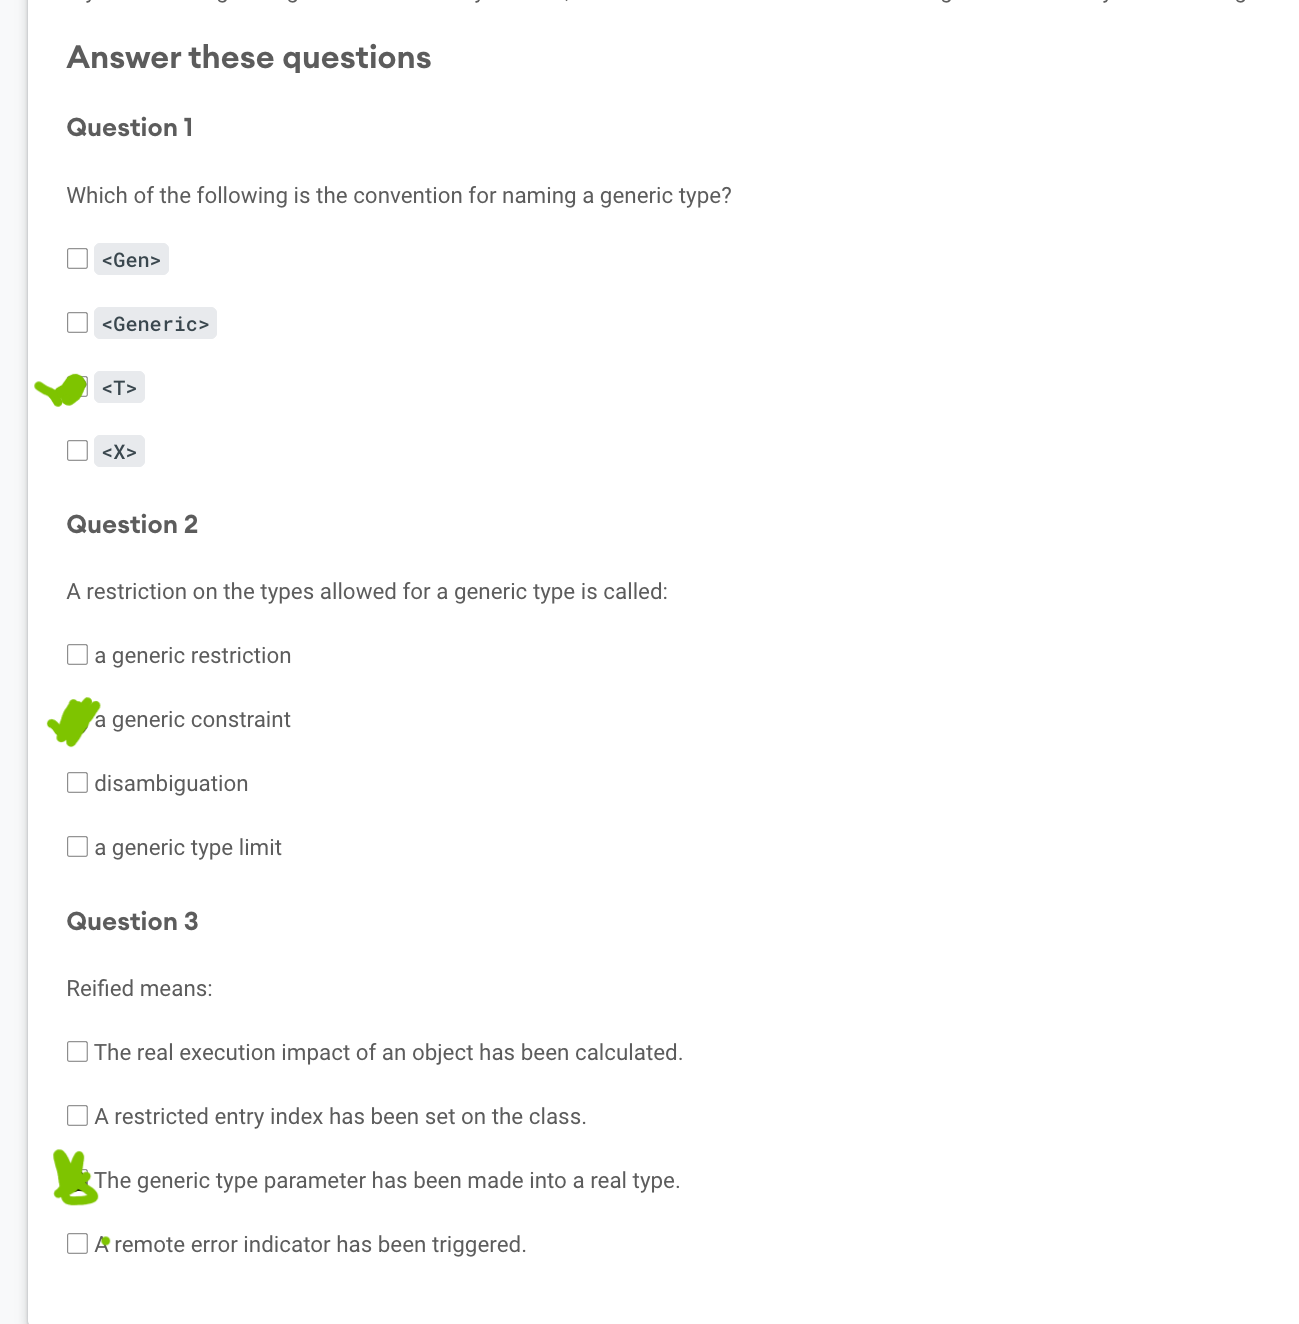 Answer these questions
Question 1
Which of the following is the convention for naming a generic type?
<Gen>
<Generic>
<T>
<X>
Question 2
A restriction on the types allowed for a generic type is called:
a generic restriction
a generic constraint
disambiguation
a generic type limit
Question 3
Reified means:
The real execution impact of an object has been calculated.
A restricted entry index has been set on the class.
The generic type parameter has been made into a real type.
A remote error indicator has been triggered.